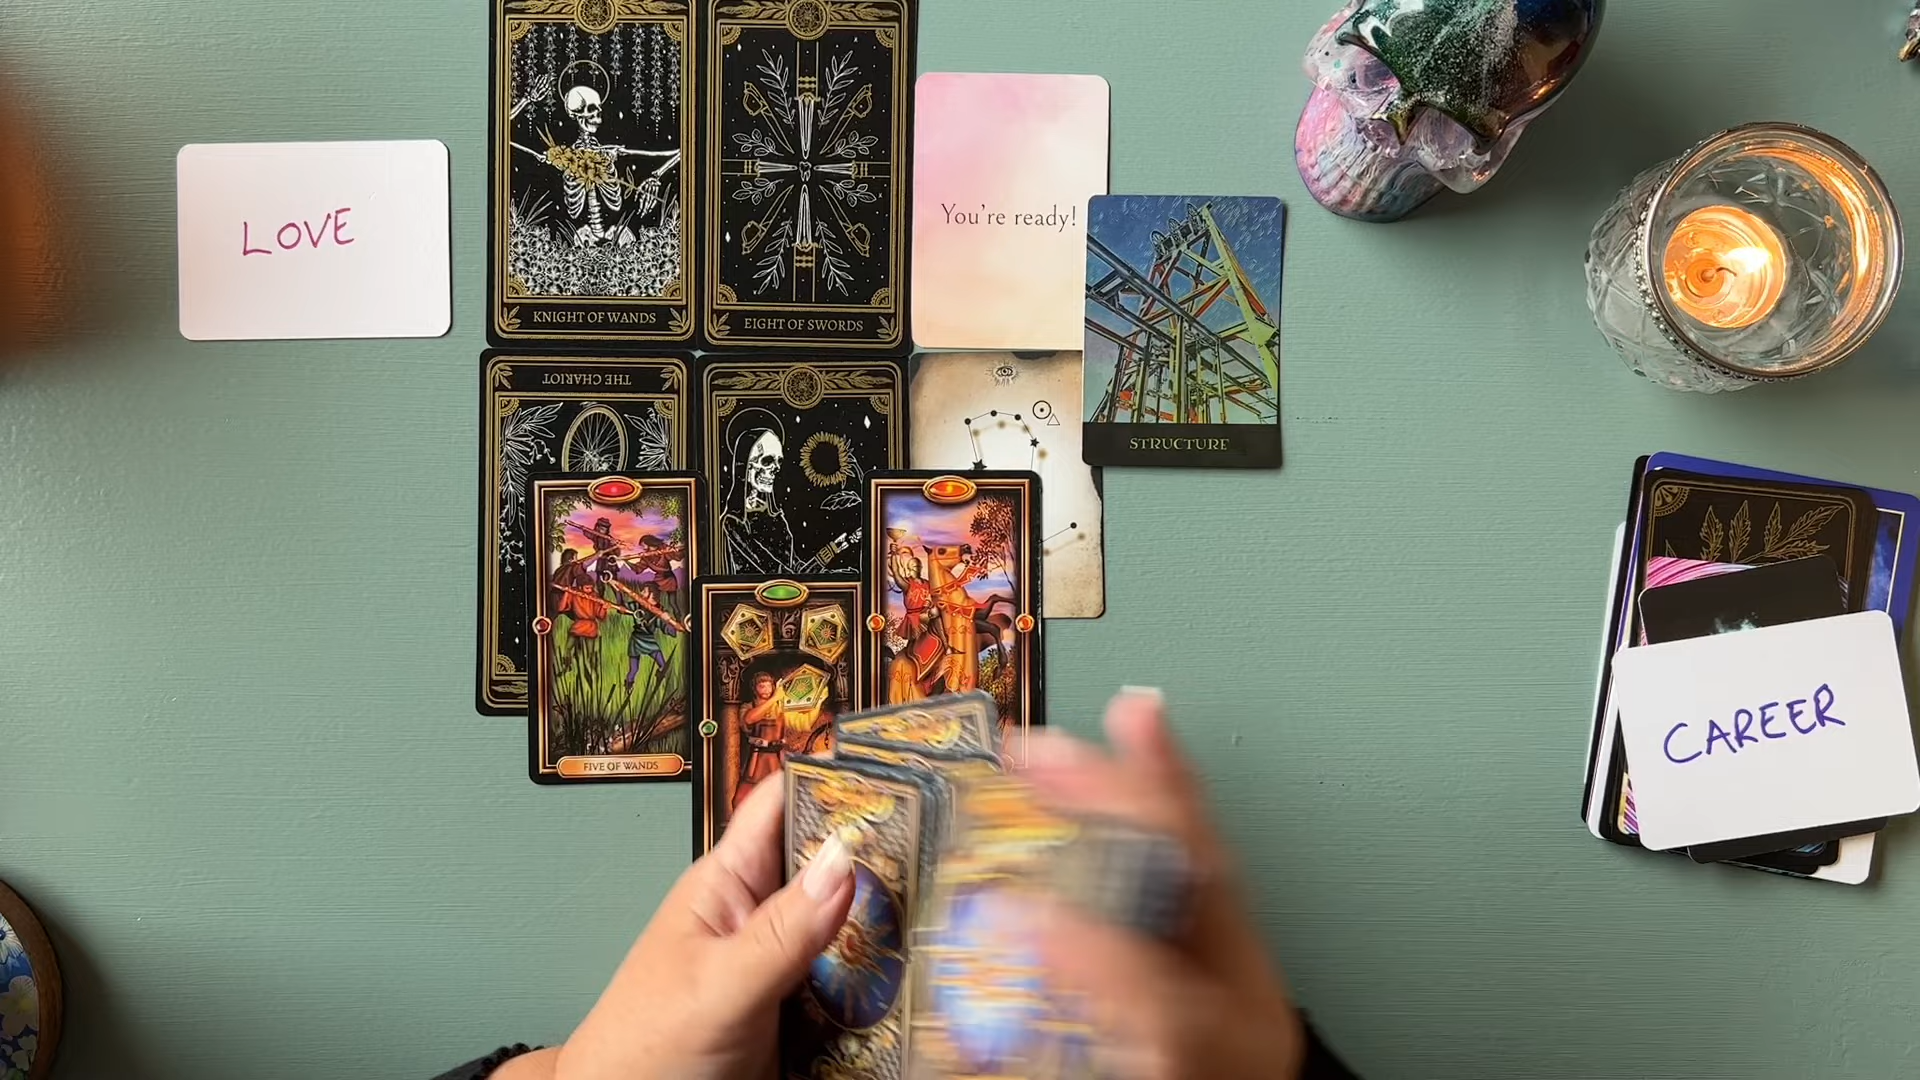 LOVE
KNIGHT OF WANDS
EIGHT OF SWORDS
You're ready!
STRUCTURE
THE CHARIOT
FIVE OF WANDS
CAREER